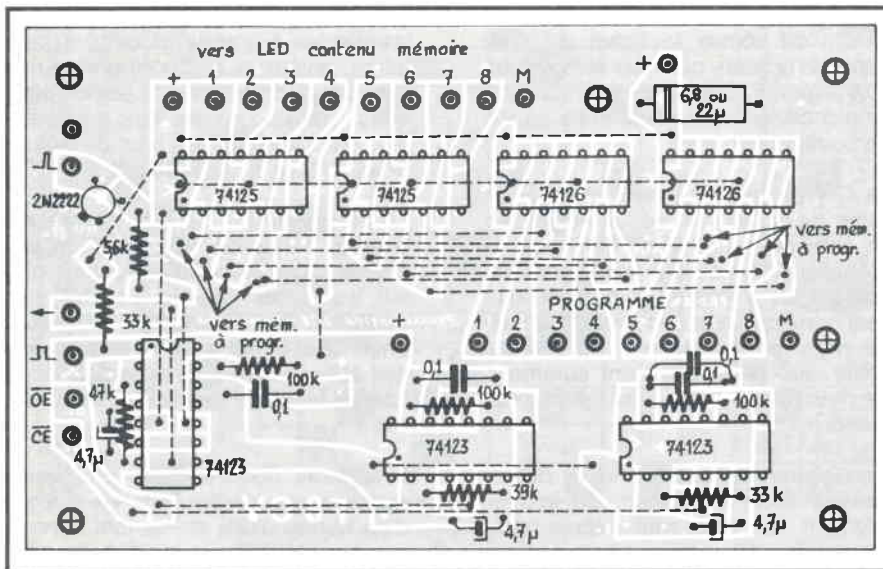 vers LED contenu mémoire
+ 1 2 3 4 5 6 7 8 M
+
6,8 ou
22µ
2N2222
74125
74125
74126
74126
5,6k
vers mém.
à progr.
33k
vers mém.
à progr.
PROGRAMME
+ 1 2 3 4 5 6 7 8 M
OE
CE
47k
4,7µ
74123
100k
0,1
0,1
100k
74123
39k
4,7µ
0,1
0,1
100k
74123
33k
4,7µ